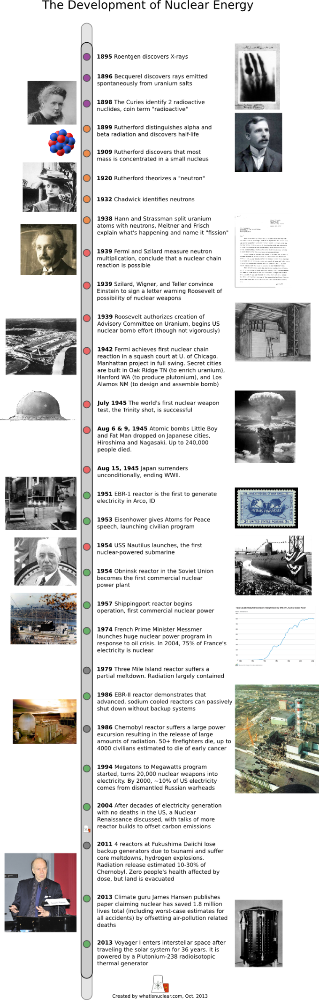 The Development of Nuclear Energy
1895 Roentgen discovers X-rays
1896 Becquerel discovers rays emitted
spontaneously from uranium salts
1898 The Curies identify 2 radioactive
nuclides, coin term "radioactive"
1899 Rutherford distinguishes alpha and
beta radiation and discovers half-life
1909 Rutherford discovers that most
mass is concentrated in a small nucleus
1920 Rutherford theorizes a "neutron"
1932 Chadwick identifies neutrons
1938 Hann and Strassman split uranium
atoms with neutrons, Meitner and Frisch
explain what's happening and name it "fission"
1939 Fermi and Szilard measure neutron
multiplication, conclude that a nuclear chain
reaction is possible
1939 Szilard, Wigner, and Teller convince
Einstein to sign a letter warning Roosevelt of
possibility of nuclear weapons
1939 Roosevelt authorizes creation of
Advisory Committee on Uranium, begins US
nuclear bomb effort (though not vigorously)
1942 Fermi achieves first nuclear chain
reaction in a squash court at U. of Chicago.
Manhattan project in full swing. Secret cities
are built in Oak Ridge TN (to enrich uranium),
Hanford WA (to produce plutonium), and Los
Alamos NM (to design and assemble bomb)
July 1945 The world's first nuclear weapon
test, the Trinity shot, is successful
Aug 6 & 9, 1945 Atomic bombs Little Boy
and Fat Man dropped on Japanese cities,
Hiroshima and Nagasaki. Up to 240,000
people died.
Aug 15, 1945 Japan surrenders
unconditionally, ending WWII.
1951 EBR-1 reactor is the first to generate
electricity in Arco, ID
ATOMS FOR PEACE
3¢ UNITED STATES POSTAGE 3¢
1953 Eisenhower gives Atoms for Peace
speech, launching civilian program
1954 USS Nautilus launches, the first
nuclear-powered submarine
1954 Obninsk reactor in the Soviet Union
becomes the first commercial nuclear
power plant
1957 Shippingport reactor begins
operation, first commercial nuclear power
1974 French Prime Minister Messmer
launches huge nuclear power program in
response to oil crisis. In 2004, 75% of France's
electricity is nuclear
1979 Three Mile Island reactor suffers a
partial meltdown. Radiation largely contained
1986 EBR-II reactor demonstrates that
advanced, sodium cooled reactors can passively
shut down without backup systems
1986 Chernobyl reactor suffers a large power
excursion resulting in the release of large
amounts of radiation. 50+ firefighters die, up to
4000 civilians estimated to die of early cancer
1994 Megatons to Megawatts program
started, turns 20,000 nuclear weapons into
electricity. By 2000, ~10% of US electricity
comes from dismantled Russian warheads
2004 After decades of electricity generation
with no deaths in the US, a Nuclear
Renaissance discussed, with talks of more
reactor builds to offset carbon emissions
2011 4 reactors at Fukushima Daiichi lose
backup generators due to tsunami and suffer
core meltdowns, hydrogen explosions.
Radiation release estimated 10-30% of
Chernobyl. Zero people's health affected by
dose, but land is evacuated
2013 Climate guru James Hansen publishes
paper claiming nuclear has saved 1.8 million
lives total (including worst-case estimates for
all accidents) by offsetting air-pollution related
deaths
2013 Voyager I enters interstellar space after
traveling the solar system for 36 years. It is
powered by a Plutonium-238 radioisotopic
thermal generator
Created by whatisnuclear.com, Oct. 2013